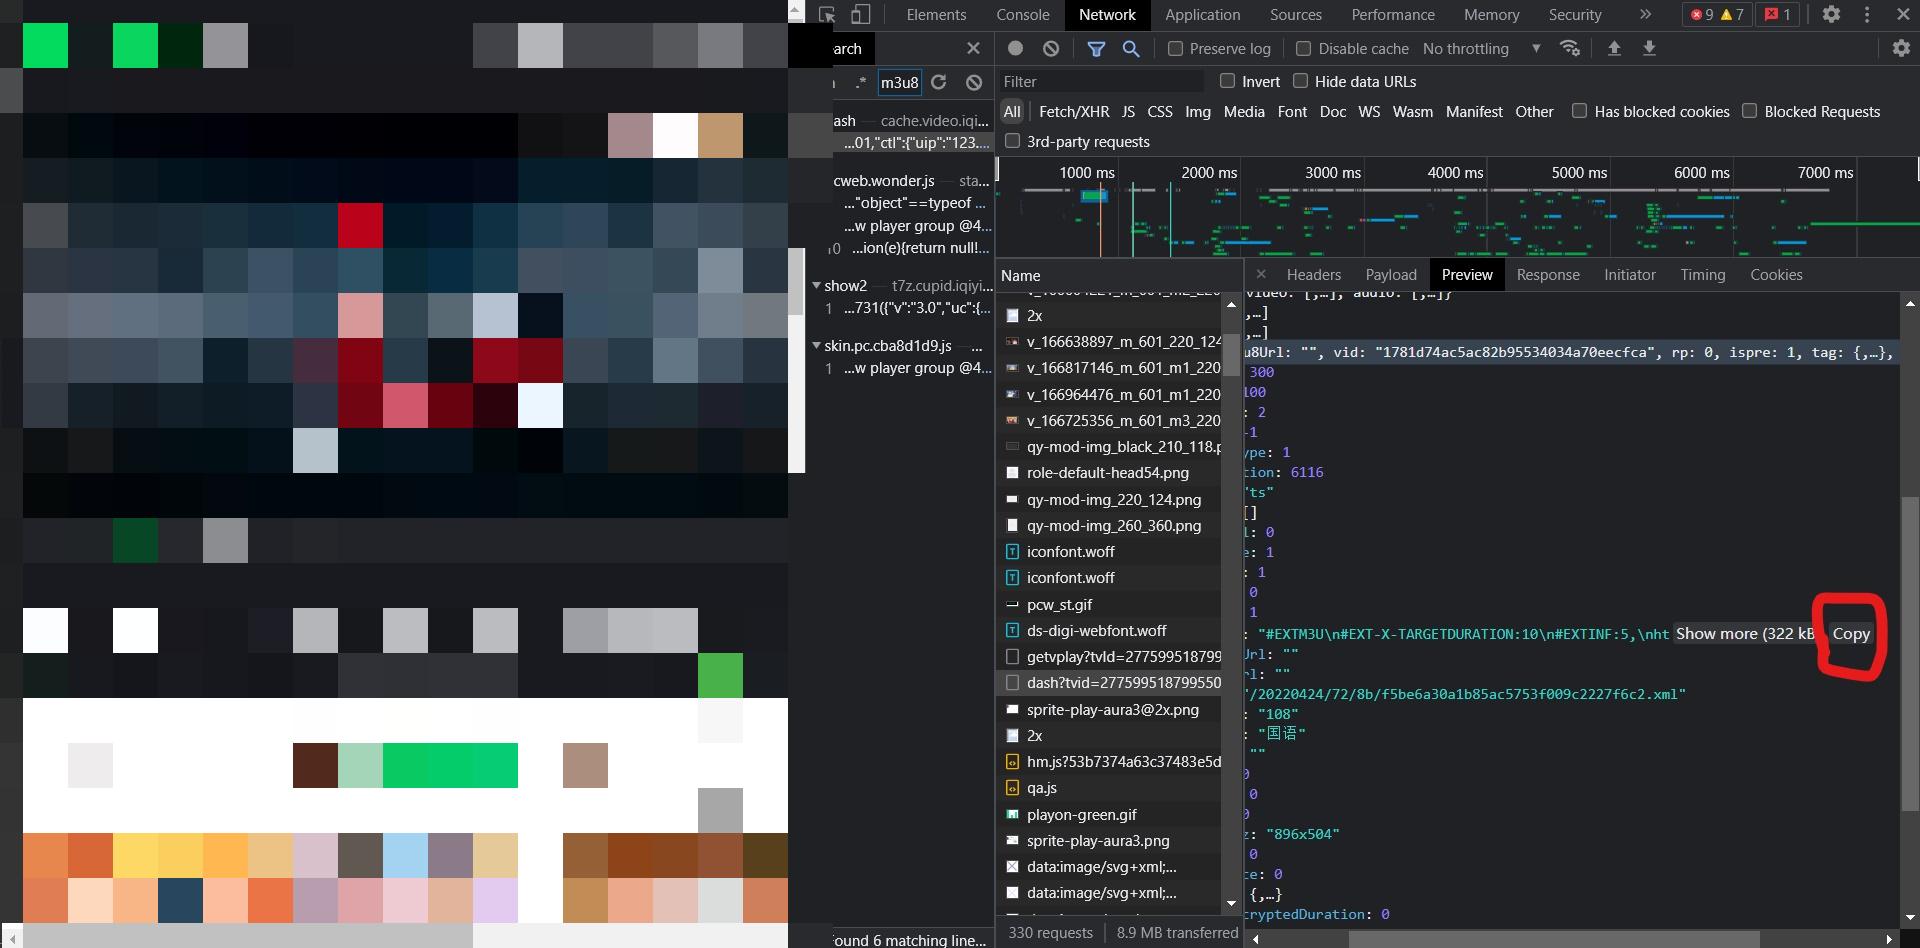 Elements Console Network Application Sources Performance Memory Security » 9 7 1
arch
Preserve log Disable cache No throttling
.* m3u8
Filter Invert Hide data URLs
All Fetch/XHR JS CSS Img Media Font Doc WS Wasm Manifest Other Has blocked cookies Blocked Requests
3rd-party requests
1000 ms 2000 ms 3000 ms 4000 ms 5000 ms 6000 ms 7000 ms
ash — cache.video.iqi...
...01,"ctl":{"uip":"123....
cweb.wonder.js — sta...
..."object"==typeof ...
...w player group @4...
10 ...ion(e){return null!...
show2 — t7z.cupid.iqiyi...
1 ...731({"v":"3.0","uc":{...
skin.pc.cba8d1d9.js —...
1 ...w player group @4...
ound 6 matching line...
Name
2x
v_166638897_m_601_220_124
v_166817146_m_601_m1_220
v_166964476_m_601_m1_220
v_166725356_m_601_m3_220
qy-mod-img_black_210_118.p
role-default-head54.png
qy-mod-img_220_124.png
qy-mod-img_260_360.png
iconfont.woff
iconfont.woff
pcw_st.gif
ds-digi-webfont.woff
getvplay?tvId=277599518799
dash?tvid=277599518799550
sprite-play-aura3@2x.png
2x
hm.js?53b7374a63c37483e5d
qa.js
playon-green.gif
sprite-play-aura3.png
data:image/svg+xml;...
data:image/svg+xml;...
330 requests 8.9 MB transferred
Headers Payload Preview Response Initiator Timing Cookies
video: [,…], audio: [,…]}
,…]
,…]
u8Url: "", vid: "1781d74ac5ac82b95534034a70eecfca", rp: 0, ispre: 1, tag: {,…},
300
100
: 2
-1
ype: 1
tion: 6116
"ts"
[]
l: 0
e: 1
: 1
0
1
: "#EXTM3U\n#EXT-X-TARGETDURATION:10\n#EXTINF:5,\nht Show more (322 kB Copy
Url: ""
rl: ""
"/20220424/72/8b/f5be6a30a1b85ac5753f009c2227f6c2.xml"
: "108"
: "国语"
""
0
0
0
z: "896x504"
0
ce: 0
{,…}
cryptedDuration: 0